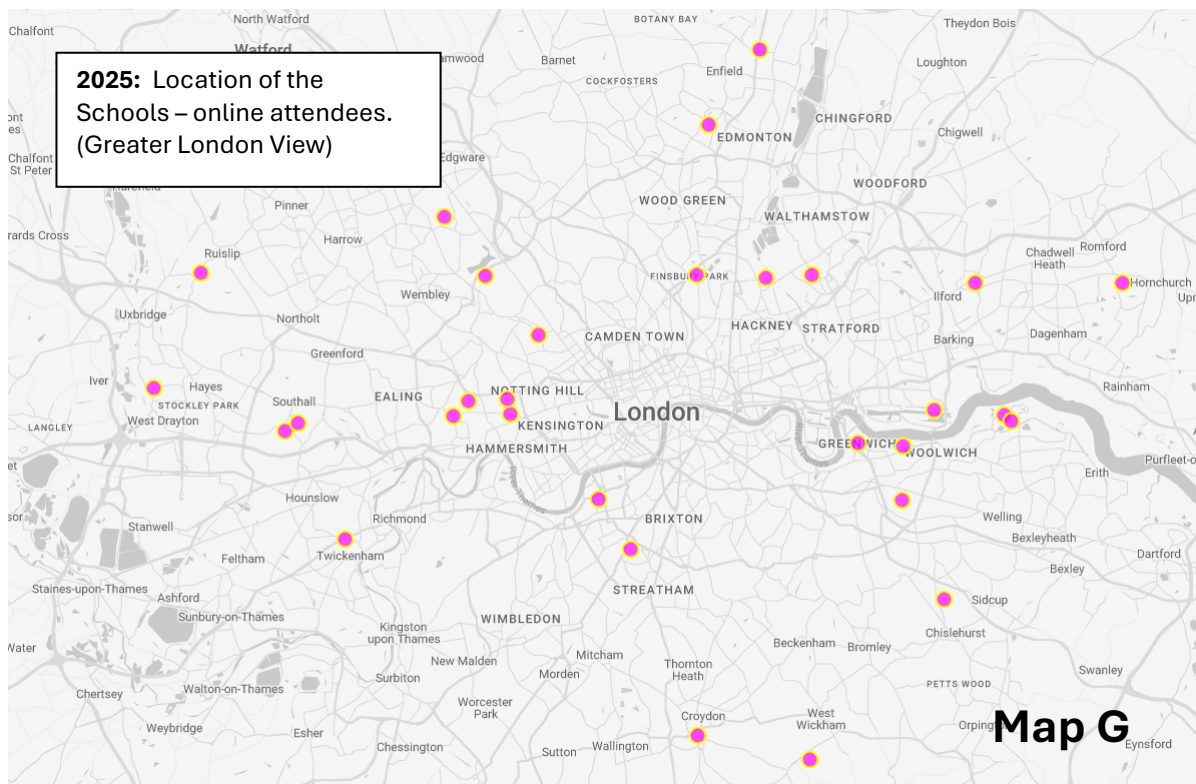 North Watford
BOTANY BAY
Theydon Bois
Chalfont
Watford
Barnet
Enfield
Loughton
COCKFOSTERS
2025: Location of the
Schools – online attendees.
(Greater London View)
CHINGFORD
EDMONTON
Chigwell
Chalfont
St Peter
Edgware
WOODFORD
Pinner
WOOD GREEN
WALTHAMSTOW
Harrow
Ruislip
Romford
Chadwell
Heath
FINSBURY PARK
Hornchurch
Wembley
Ilford
Uxbridge
Northolt
HACKNEY
STRATFORD
CAMDEN TOWN
Dagenham
Barking
Greenford
Iver
Hayes
Rainham
NOTTING HILL
EALING
STOCKLEY PARK
Southall
London
West Drayton
LANGLEY
KENSINGTON
GREENWICH
HAMMERSMITH
WOOLWICH
Erith
Hounslow
Richmond
BRIXTON
Welling
Stanwell
Bexleyheath
Feltham
Twickenham
Dartford
Bexley
Staines-upon-Thames
Ashford
STREATHAM
Sidcup
Sunbury-on-Thames
WIMBLEDON
Kingston
upon Thames
Chislehurst
Beckenham
Bromley
Mitcham
New Malden
Thornton
Heath
Swanley
Surbiton
Morden
PETTS WOOD
Chertsey
Walton-on-Thames
Worcester
Park
Croydon
West
Wickham
Weybridge
Esher
Map G
Chessington
Sutton
Wallington
Eynsford